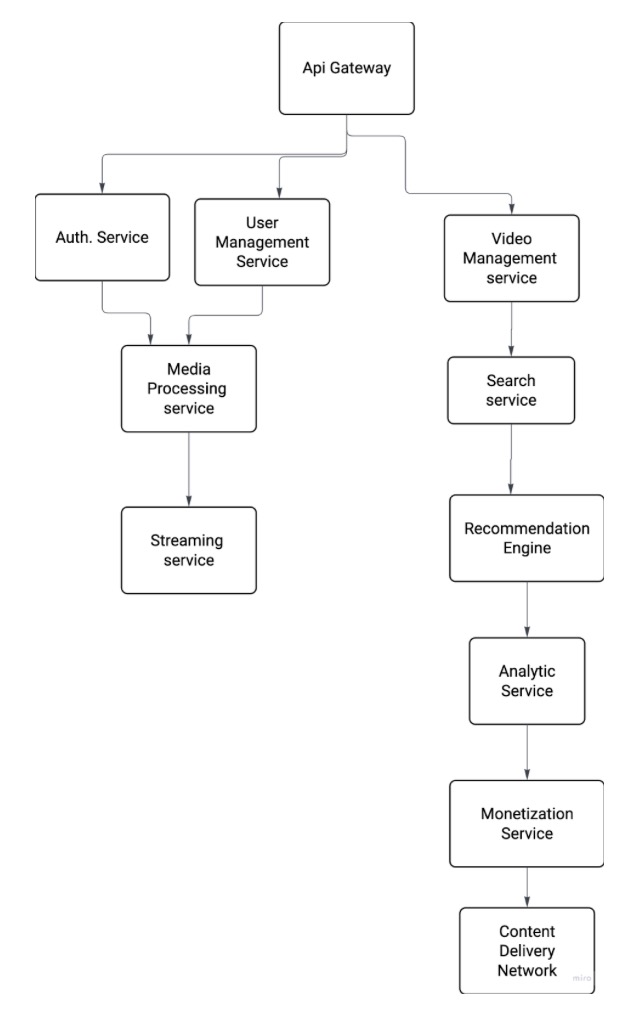 Api Gateway
Auth. Service
User
Management
Service
Video
Management
service
Media
Processing
service
Search
service
Streaming
service
Recommendation
Engine
Analytic
Service
Monetization
Service
Content
Delivery
Network
miro